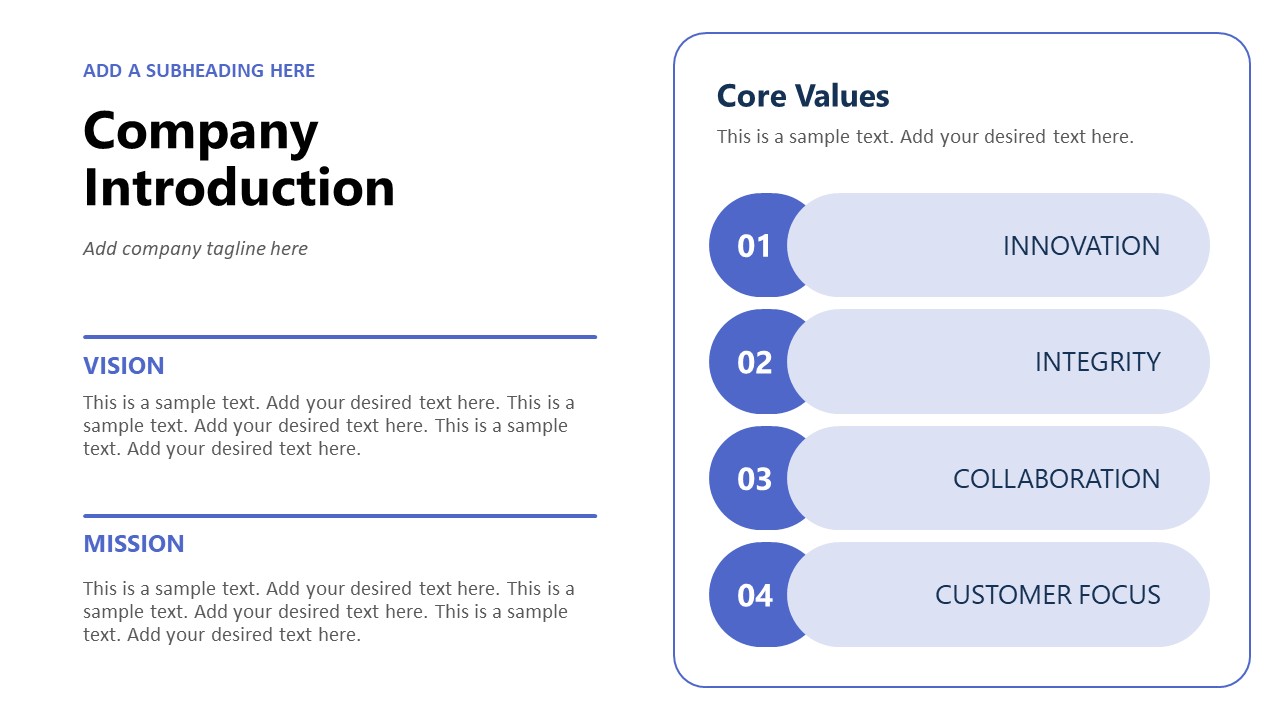 ADD A SUBHEADING HERE
Company
Introduction
Add company tagline here
VISION
This is a sample text. Add your desired text here. This is a
sample text. Add your desired text here. This is a sample
text. Add your desired text here.
MISSION
This is a sample text. Add your desired text here. This is a
sample text. Add your desired text here. This is a sample
text. Add your desired text here.
Core Values
This is a sample text. Add your desired text here.
01 INNOVATION
02 INTEGRITY
03 COLLABORATION
04 CUSTOMER FOCUS